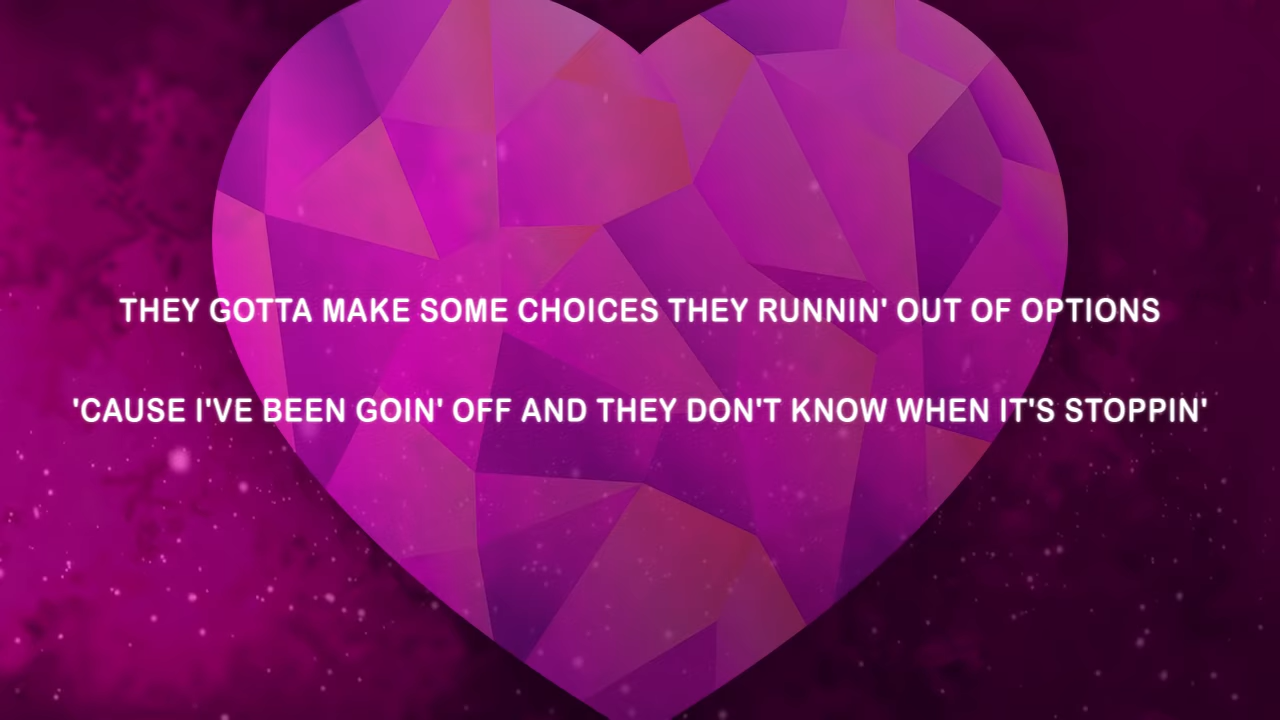 THEY GOTTA MAKE SOME CHOICES THEY RUNNIN' OUT OF OPTIONS
'CAUSE I'VE BEEN GOIN' OFF AND THEY DON'T KNOW WHEN IT'S STOPPIN'